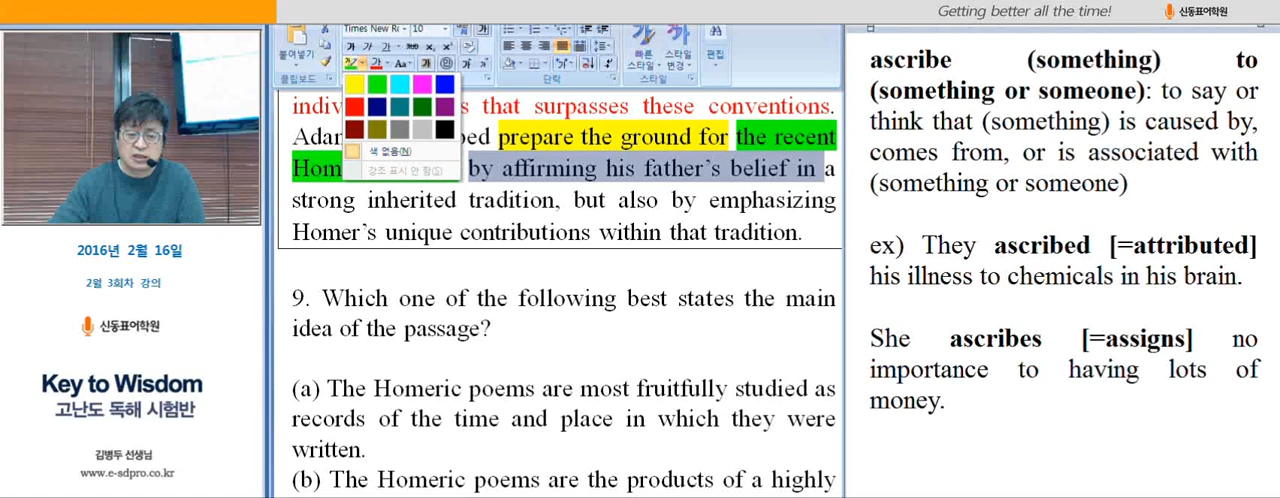 Getting better all the time!
신동표어학원
2016년 2월 16일
2월 3회차 강의
신동표어학원
Key to Wisdom
고난도 독해 시험반
김병두 선생님
www.e-sdpro.co.kr
붙여넣기
클립보드
Times New R
10
가 가 가
Aa
색 없음(N)
강조 표시 안 함(S)
단락
빠른 스타일
스타일 변경
스타일
편집
indiv s that surpasses these conventions.
Adam ped prepare the ground for the recent
Hom by affirming his father's belief in a
strong inherited tradition, but also by emphasizing
Homer's unique contributions within that tradition.
9. Which one of the following best states the main
idea of the passage?
(a) The Homeric poems are most fruitfully studied as
records of the time and place in which they were
written.
(b) The Homeric poems are the products of a highly
ascribe (something) to
(something or someone): to say or
think that (something) is caused by,
comes from, or is associated with
(something or someone)
ex) They ascribed [=attributed]
his illness to chemicals in his brain.
She ascribes [=assigns] no
importance to having lots of
money.